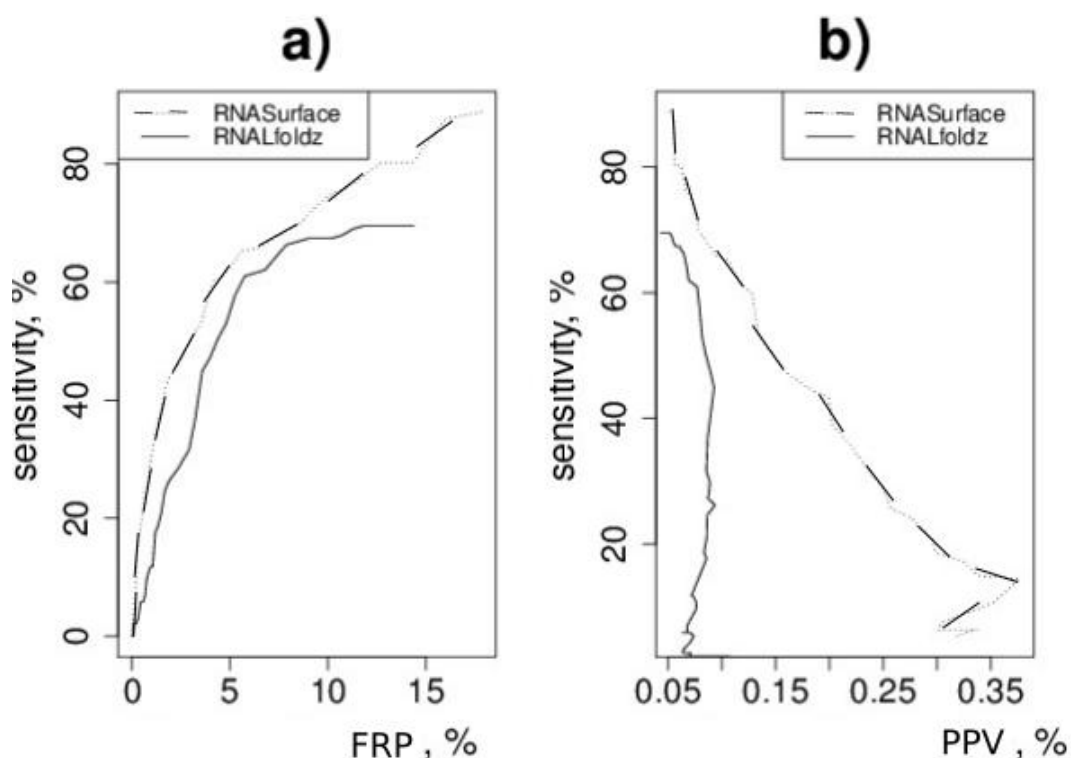 a)
RNASurface
RNALfoldz
sensitivity, %
80
60
40
20
0
0 5 10 15
FRP , %
b)
RNASurface
RNALfoldz
sensitivity, %
80
60
40
20
0.05 0.15 0.25 0.35
PPV , %